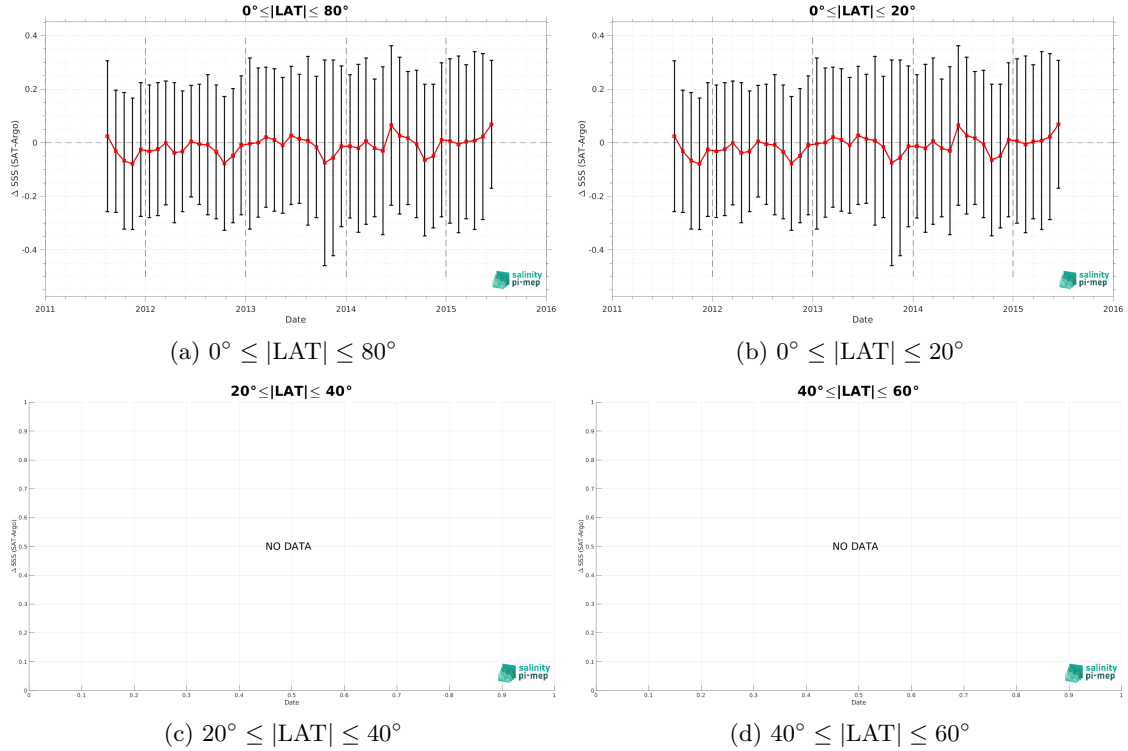 0°≤|LAT|≤ 80°
0.4
0.2
0
-0.2
-0.4
Δ SSS (SAT-Argo)
2011 2012 2013 2014 2015 2016
Date
salinity
pi-mep
(a) 0° ≤ |LAT| ≤ 80°
0°≤|LAT|≤ 20°
0.4
0.2
0
-0.2
-0.4
Δ SSS (SAT-Argo)
2011 2012 2013 2014 2015 2016
Date
salinity
pi-mep
(b) 0° ≤ |LAT| ≤ 20°
20°≤|LAT|≤ 40°
1
0.9
0.8
0.7
0.6
0.5
0.4
0.3
0.2
0.1
0
Δ SSS (SAT-Argo)
NO DATA
0 0.1 0.2 0.3 0.4 0.5 0.6 0.7 0.8 0.9 1
Date
salinity
pi-mep
(c) 20° ≤ |LAT| ≤ 40°
40°≤|LAT|≤ 60°
1
0.9
0.8
0.7
0.6
0.5
0.4
0.3
0.2
0.1
0
Δ SSS (SAT-Argo)
NO DATA
0 0.1 0.2 0.3 0.4 0.5 0.6 0.7 0.8 0.9 1
Date
salinity
pi-mep
(d) 40° ≤ |LAT| ≤ 60°